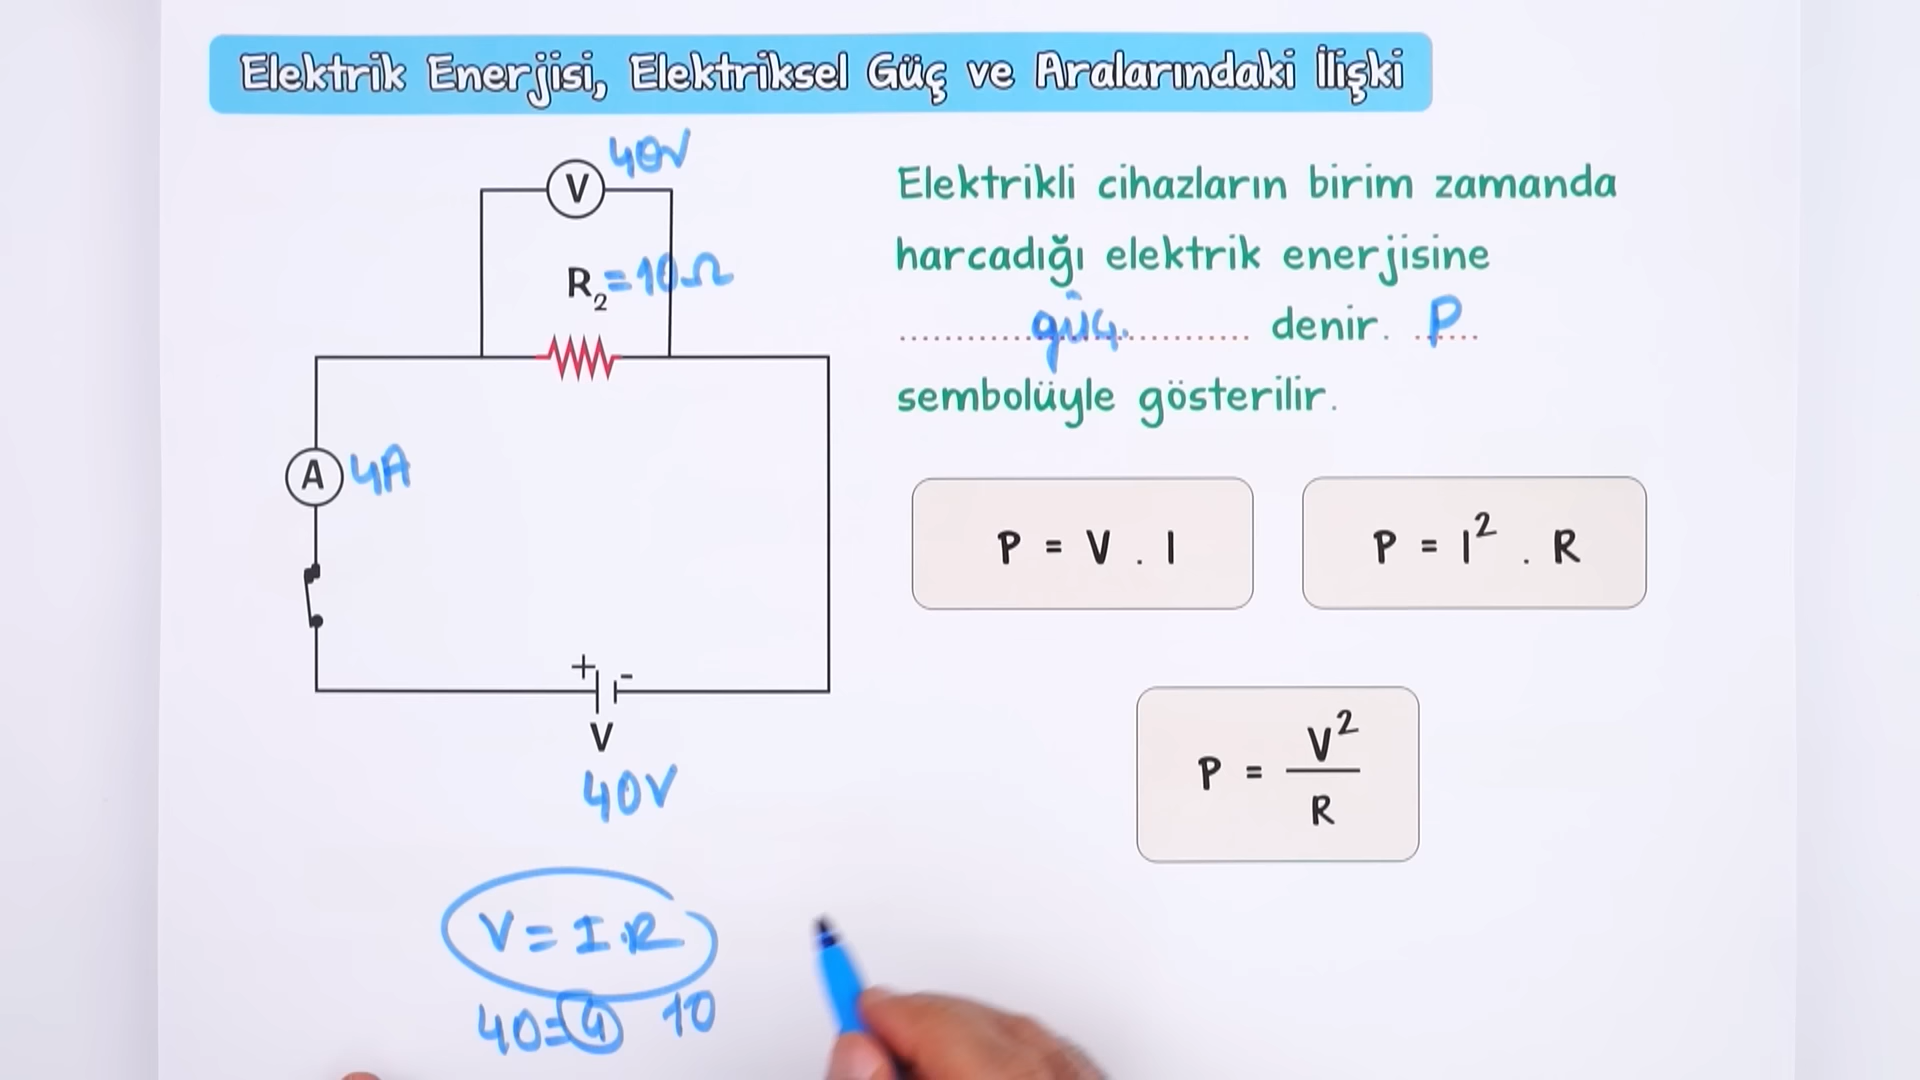 Elektrik Enerjisi, Elektriksel Güç ve Aralarındaki İlişki
40V
V
R₂=10Ω
A 4A
+ -
V
40V
V=I.R
40=4 10
Elektrikli cihazların birim zamanda
harcadığı elektrik enerjisine
güç denir. P
sembolüyle gösterilir.
P = V . I
P = I² . R
P = V²
R